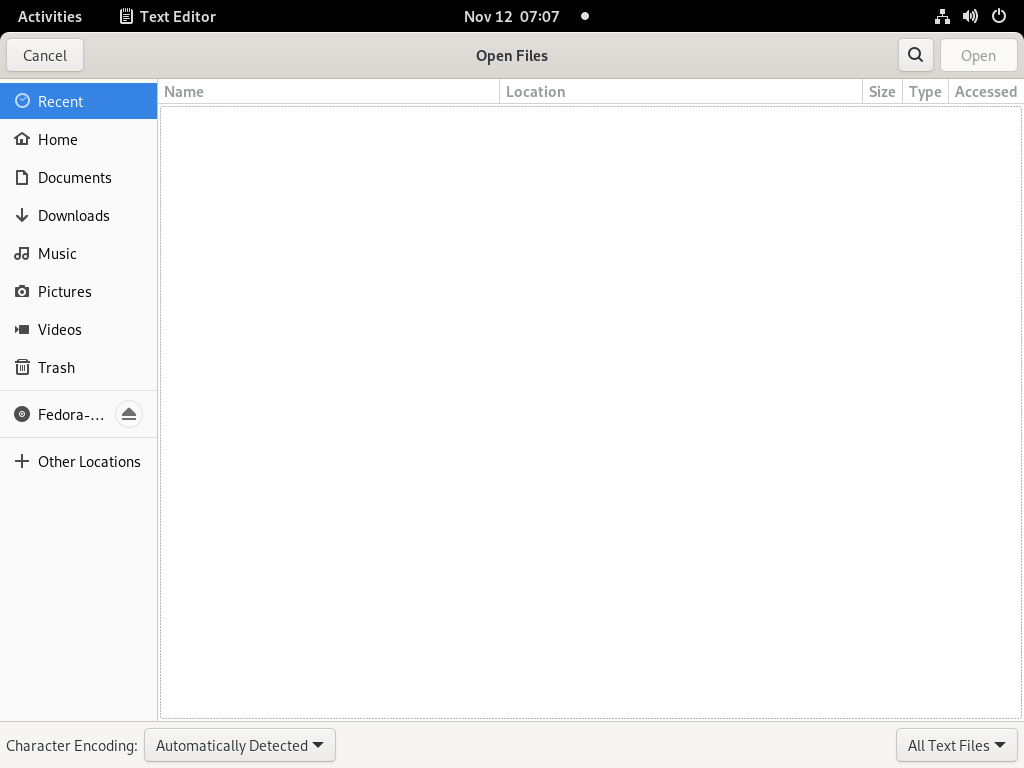 Activities Text Editor Nov 12 07:07
Cancel Open Files Open
Recent
Home
Documents
Downloads
Music
Pictures
Videos
Trash
Fedora-...
Other Locations
Name Location Size Type Accessed
Character Encoding: Automatically Detected All Text Files